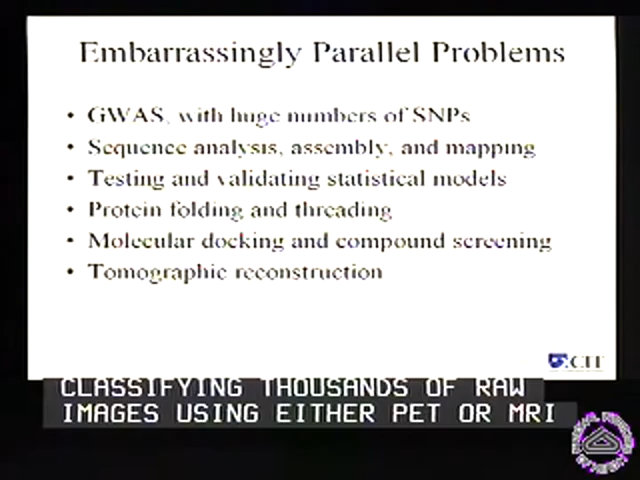 Embarrassingly Parallel Problems
• GWAS, with huge numbers of SNPs
• Sequence analysis, assembly, and mapping
• Testing and validating statistical models
• Protein folding and threading
• Molecular docking and compound screening
• Tomographic reconstruction
CIT
CLASSIFYING THOUSANDS OF RAW
IMAGES USING EITHER PET OR MRI